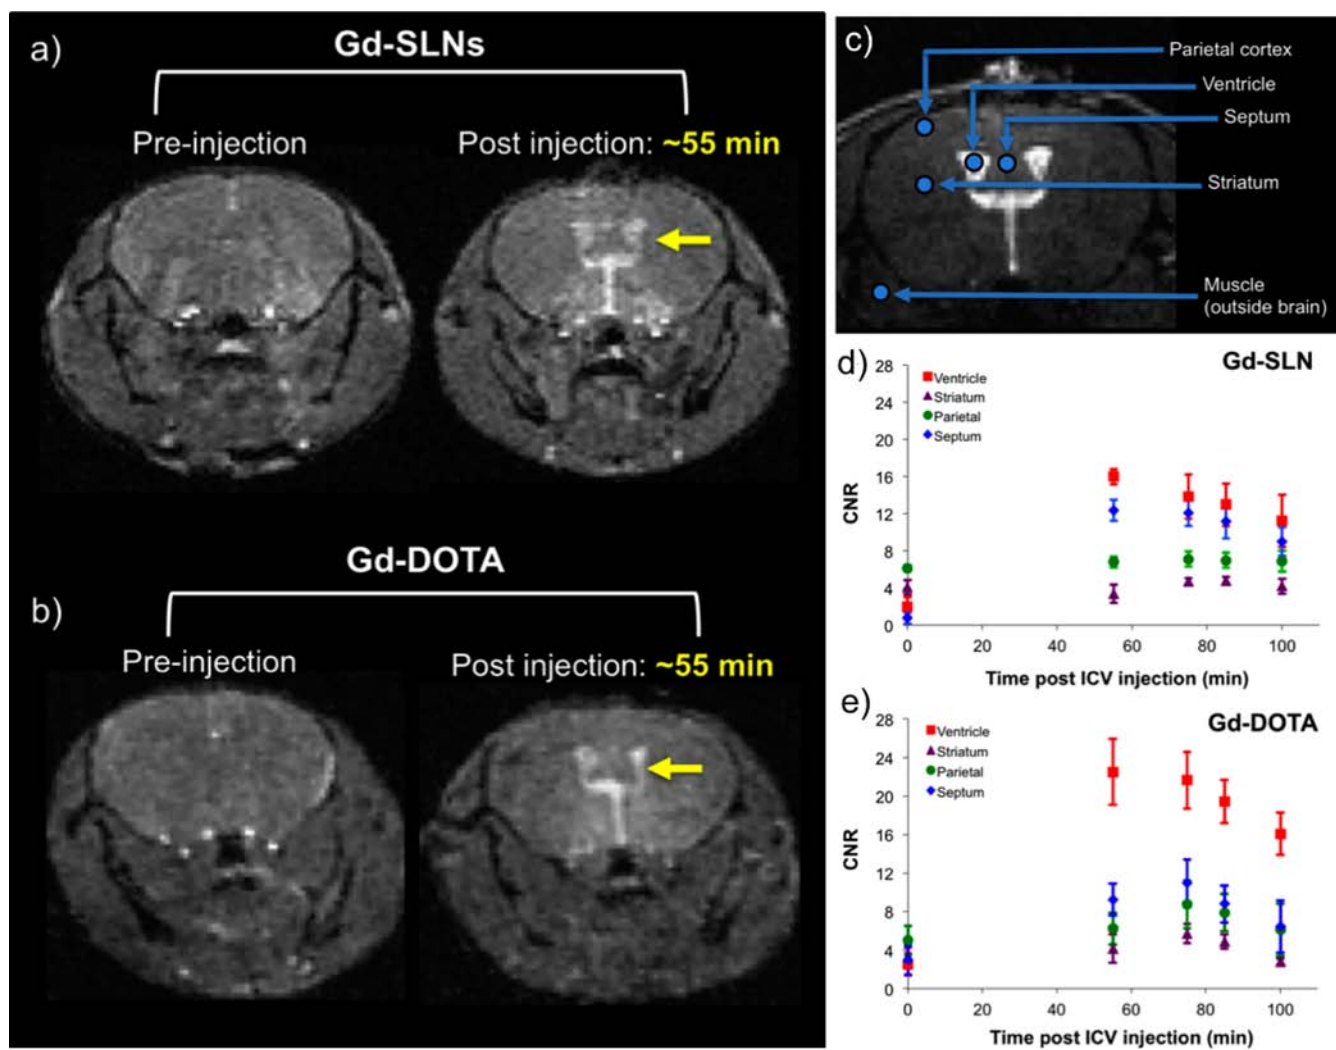 a)
Gd-SLNs
Pre-injection
Post injection: ~55 min
b)
Gd-DOTA
Pre-injection
Post injection: ~55 min
c)
Parietal cortex
Ventricle
Septum
Striatum
Muscle
(outside brain)
d)
Gd-SLN
28
24
20
16
12
8
4
0
CNR
Ventricle
Striatum
Parietal
Septum
0 20 40 60 80 100
Time post ICV injection (min)
e)
Gd-DOTA
28
24
20
16
12
8
4
0
CNR
Ventricle
Striatum
Parietal
Septum
0 20 40 60 80 100
Time post ICV injection (min)